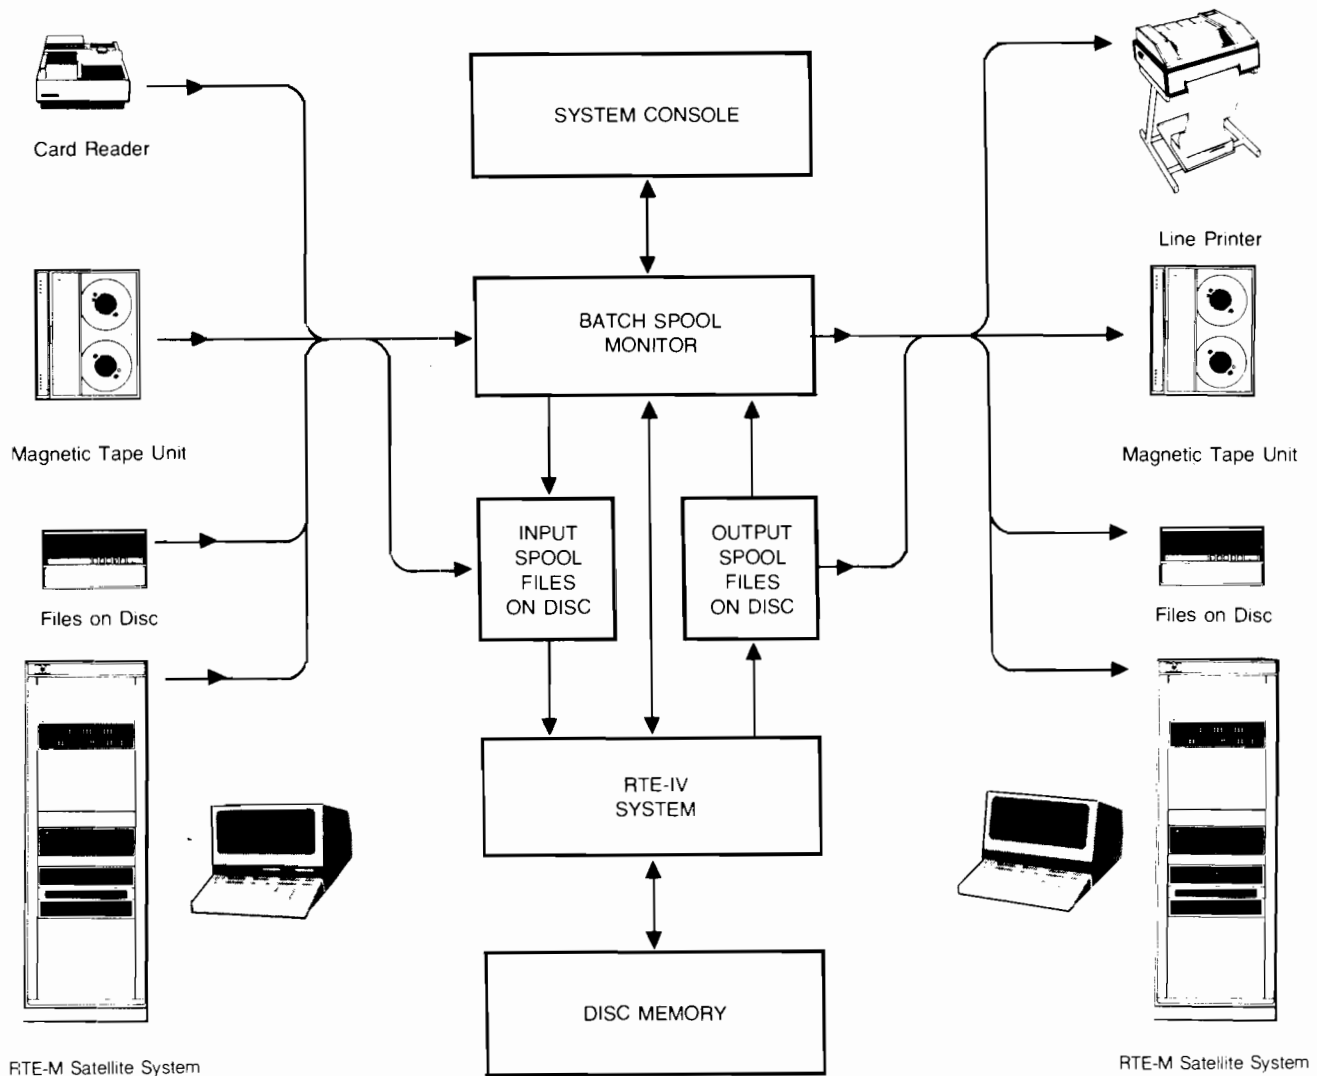 Card Reader
SYSTEM CONSOLE
Line Printer
Magnetic Tape Unit
BATCH SPOOL
MONITOR
Magnetic Tape Unit
Files on Disc
INPUT
SPOOL
FILES
ON DISC
OUTPUT
SPOOL
FILES
ON DISC
Files on Disc
RTE-IV
SYSTEM
DISC MEMORY
RTE-M Satellite System
RTE-M Satellite System